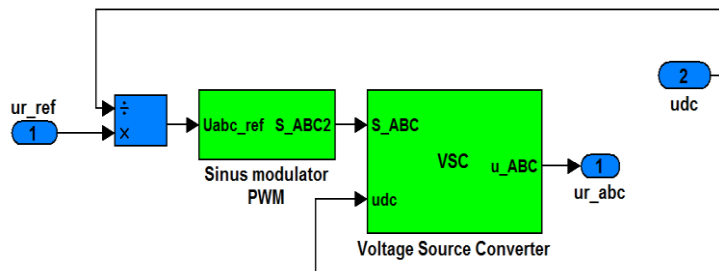 ur_ref
1
÷
×
Uabc_ref S_ABC2
Sinus modulator
PWM
S_ABC
VSC
u_ABC
udc
Voltage Source Converter
2
udc
1
ur_abc